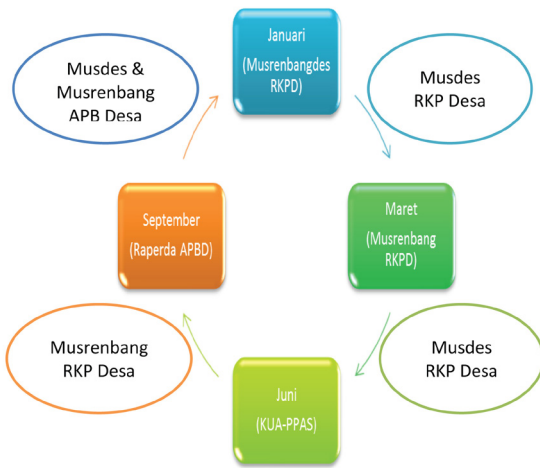 Januari
(Musrenbangdes
RKPD)
Musdes &
Musrenbang
APB Desa
Musdes
RKP Desa
September
(Raperda APBD)
Maret
(Musrenbang
RKPD)
Musrenbang
RKP Desa
Musdes
RKP Desa
Juni
(KUA-PPAS)